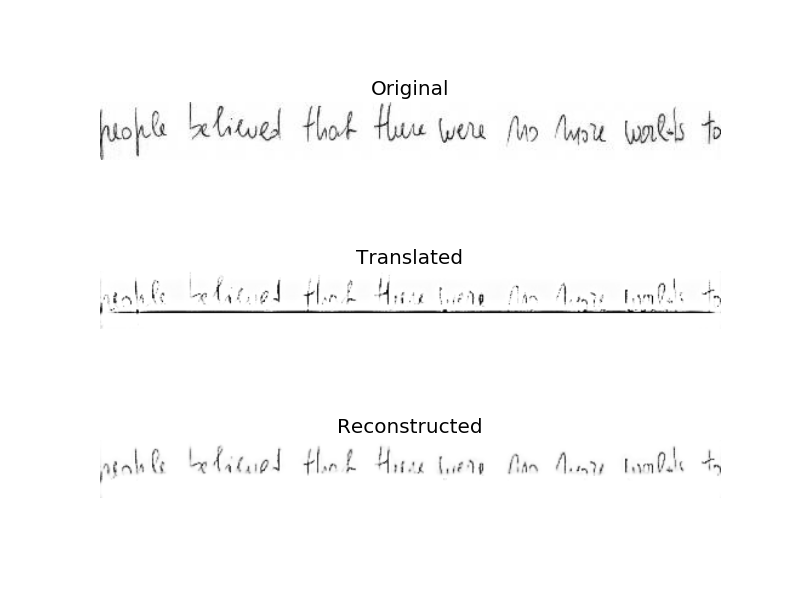 Original
people believed that there were no more worlds to
Translated
people believed that there were no more worlds to
Reconstructed
people believed that there were no more worlds to